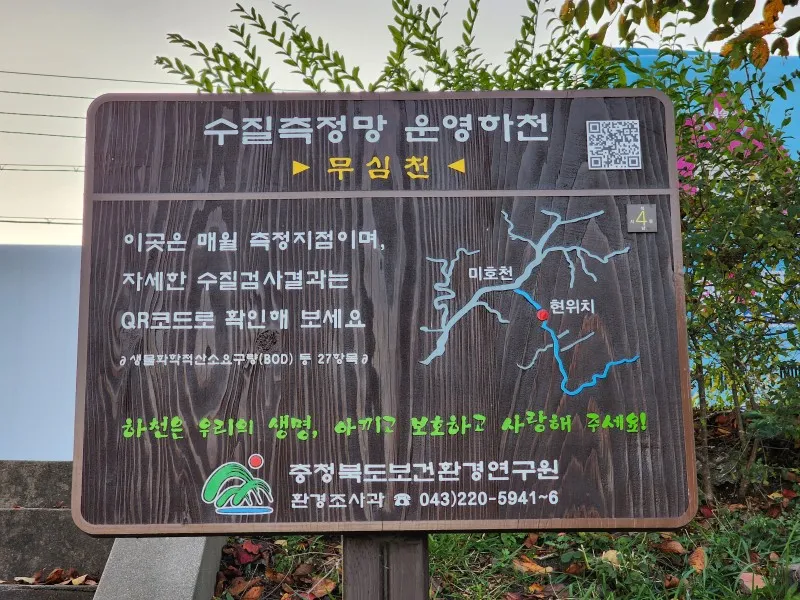 수질측정망 운영하천
▶ 무심천 ◀
4
이곳은 매월 측정지점이며,
자세한 수질검사결과는
QR코드로 확인해 보세요
∂ 생물화학적산소요구량(BOD) 등 27항목 ∂
미호천
현위치
하천은 우리의 생명, 아끼고 보호하고 사랑해 주세요!
충청북도보건환경연구원
환경조사과 ☎ 043)220-5941~6